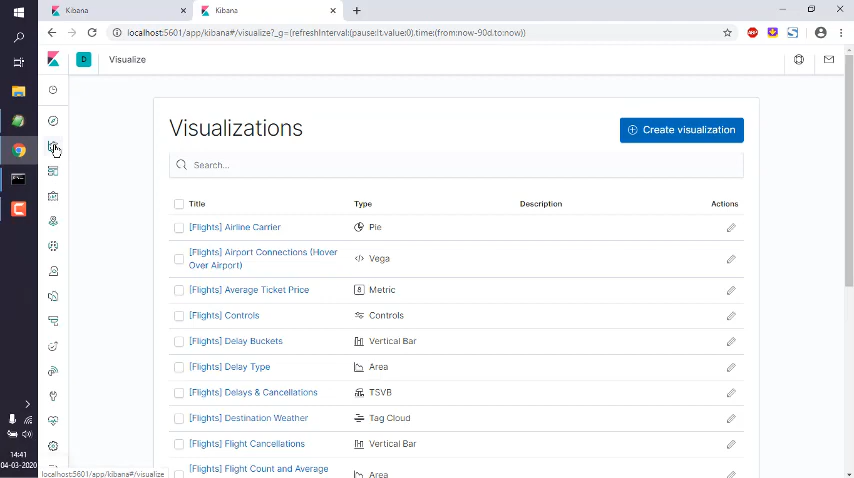 Kibana
Kibana
localhost:5601/app/kibana#/visualize?_g=(refreshInterval:(pause:!t,value:0),time:(from:now-90d,to:now))
ABP
D
Visualize
Visualizations
Create visualization
Search...
Title Type Description Actions
[Flights] Airline Carrier Pie
[Flights] Airport Connections (Hover
Over Airport) Vega
[Flights] Average Ticket Price 8 Metric
[Flights] Controls Controls
[Flights] Delay Buckets Vertical Bar
[Flights] Delay Type Area
[Flights] Delays & Cancellations TSVB
[Flights] Destination Weather Tag Cloud
[Flights] Flight Cancellations Vertical Bar
[Flights] Flight Count and Average
Area
14:41
04-03-2020
localhost:5601/app/kibana#/visualize